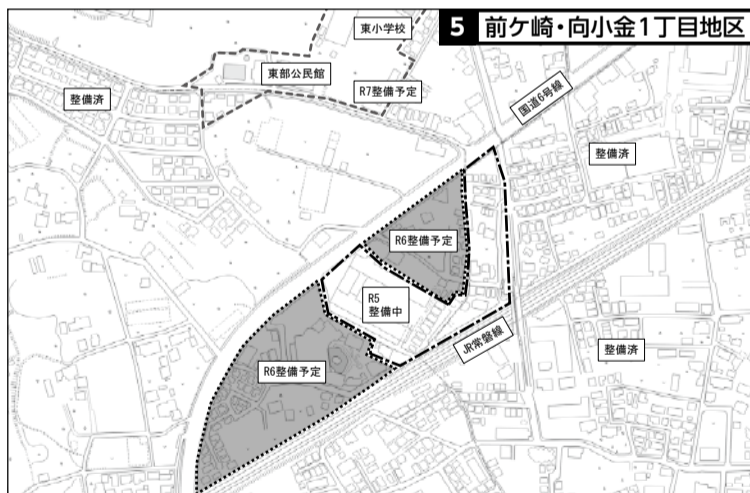 5 前ケ崎・向小金1丁目地区
東小学校
東部公民館
R7整備予定
整備済
国道6号線
整備済
R6整備予定
R5
整備中
JR常磐線
整備済
R6整備予定